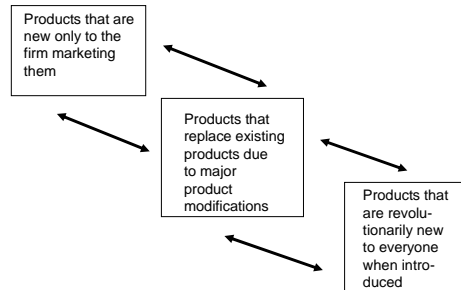 Products that are
new only to the
firm marketing
them
Products that
replace existing
products due
to major
product
modifications
Products that
are revolu-
tionarily new
to everyone
when intro-
duced